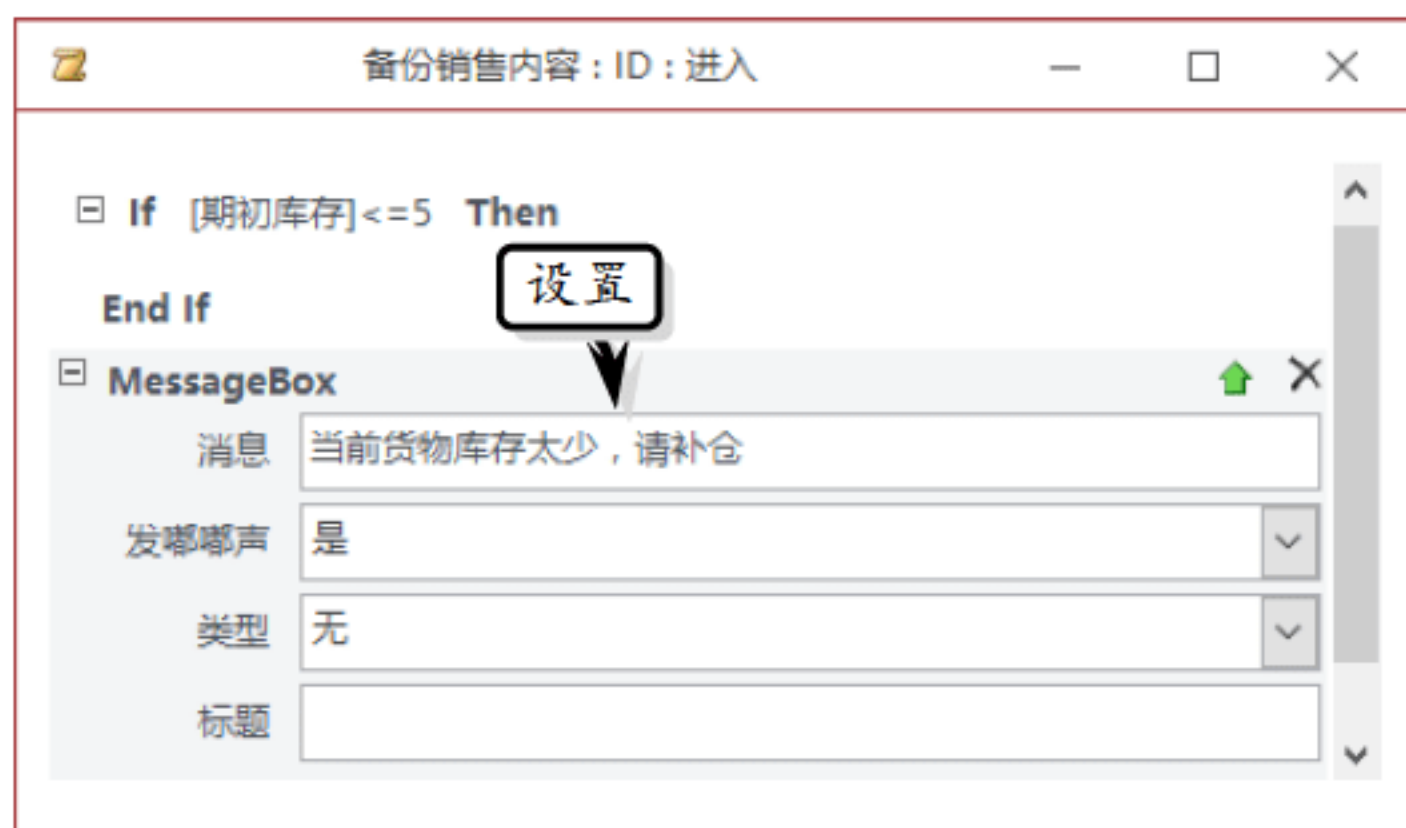 备份销售内容：ID：进入
If [期初库存]<=5 Then
设置
End If
MessageBox
消息 当前货物库存太少，请补仓
发嘟嘟声 是
类型 无
标题